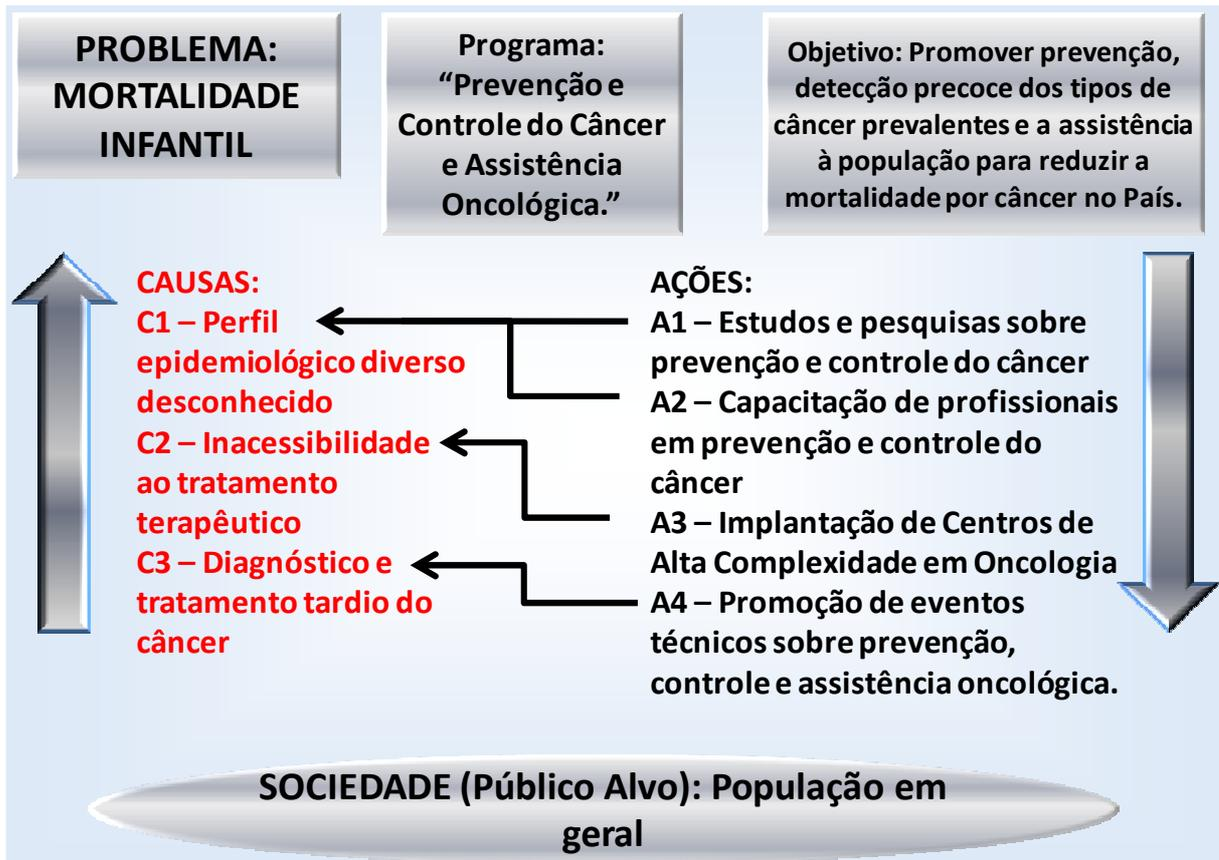 PROBLEMA:
MORTALIDADE
INFANTIL
Programa:
“Prevenção e
Controle do Câncer
e Assistência
Oncológica.”
Objetivo: Promover prevenção,
detecção precoce dos tipos de
câncer prevalentes e a assistência
à população para reduzir a
mortalidade por câncer no País.
CAUSAS:
C1 – Perfil
epidemiológico diverso
desconhecido
C2 – Inacessibilidade
ao tratamento
terapêutico
C3 – Diagnóstico e
tratamento tardio do
câncer
AÇÕES:
A1 – Estudos e pesquisas sobre
prevenção e controle do câncer
A2 – Capacitação de profissionais
em prevenção e controle do
câncer
A3 – Implantação de Centros de
Alta Complexidade em Oncologia
A4 – Promoção de eventos
técnicos sobre prevenção,
controle e assistência oncológica.
SOCIEDADE (Público Alvo): População em
geral